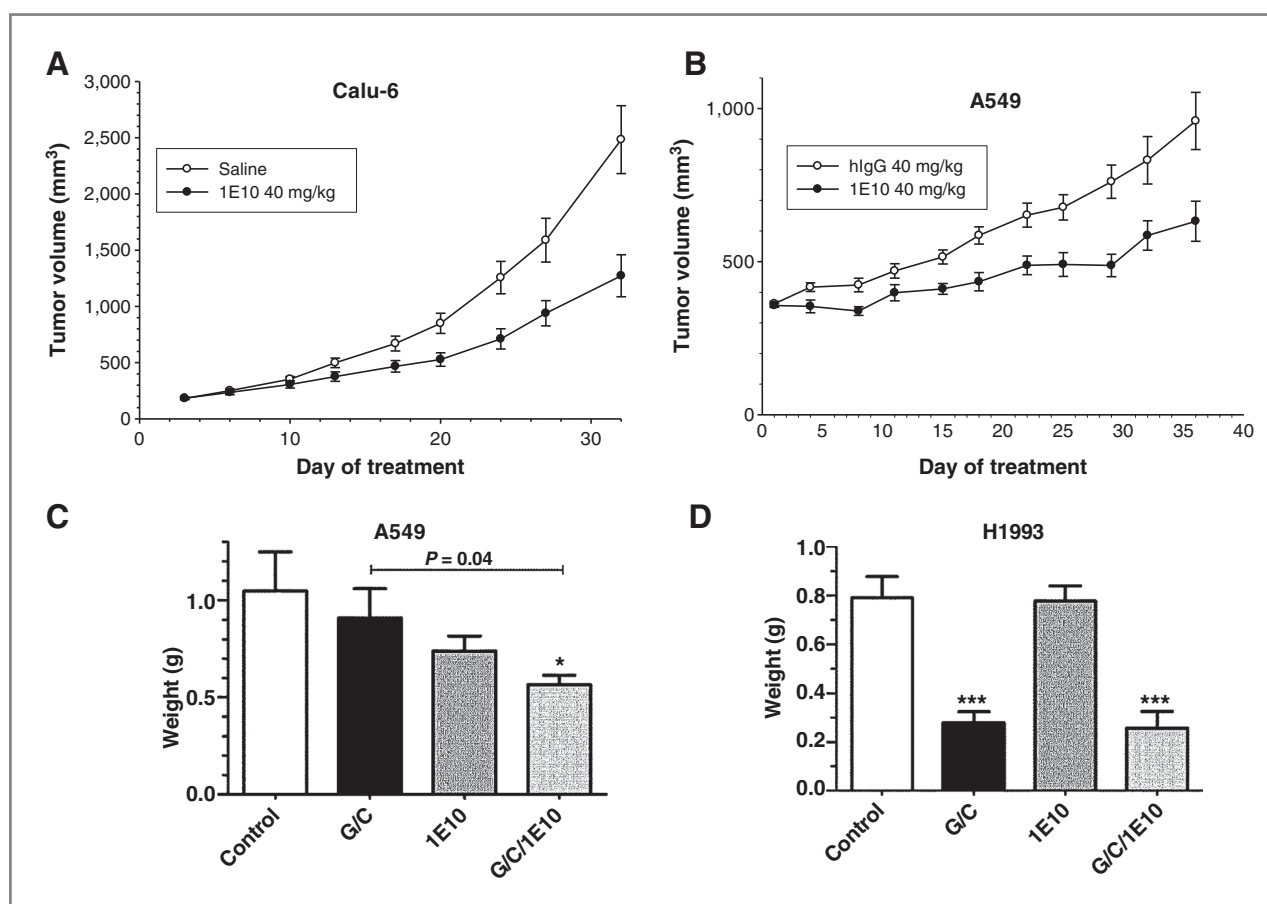 A
Calu-6
3,000
2,500
2,000
1,500
1,000
500
0
Tumor volume (mm³)
Saline
1E10 40 mg/kg
0 10 20 30
Day of treatment
B
A549
1,000
500
0
Tumor volume (mm³)
hIgG 40 mg/kg
1E10 40 mg/kg
0 5 11 15 22 25 32 35 40
Day of treatment
C
A549
P = 0.04
*
1.0
0.5
0.0
Weight (g)
Control G/C 1E10 G/C/1E10
D
H1993
1.0
0.8
0.6
0.4
0.2
0.0
Weight (g)
*** ***
Control G/C 1E10 G/C/1E10